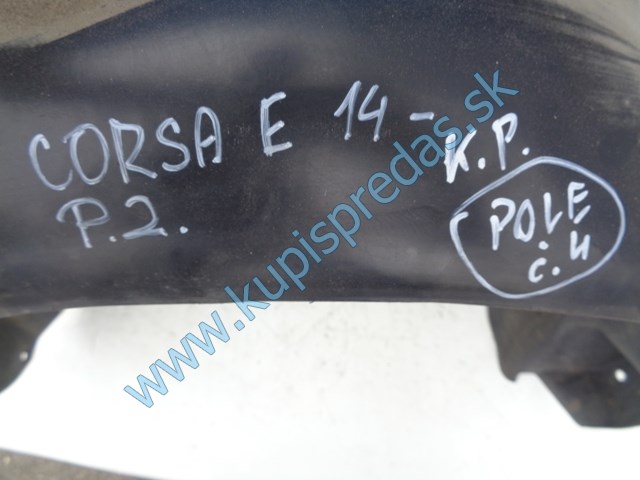 CORSA E 14 -
K.P.
P.2.
POLE
č.4
www.kupispredas.sk